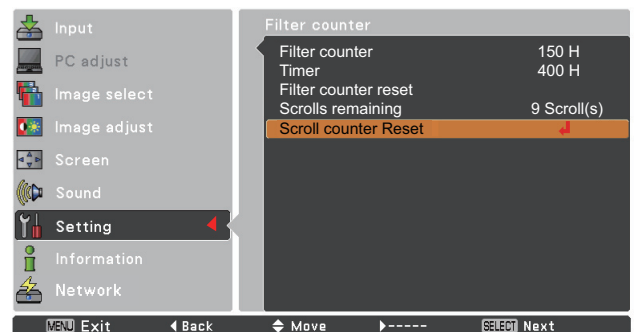 Input
PC adjust
Image select
Image adjust
Screen
Sound
Setting
Information
Network
Filter counter
Filter counter 150 H
Timer 400 H
Filter counter reset
Scrolls remaining 9 Scroll(s)
Scroll counter Reset
MENU Exit Back Move ----- SELECT Next